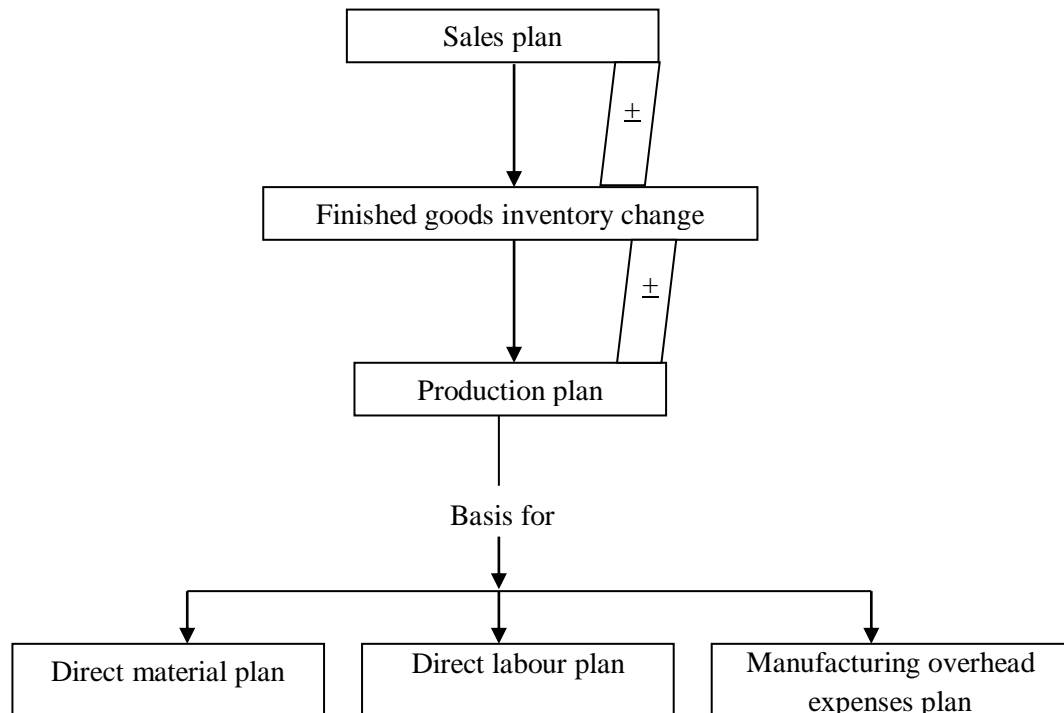 Sales plan
±
Finished goods inventory change
±
Production plan
Basis for
Direct material plan
Direct labour plan
Manufacturing overhead
expenses plan